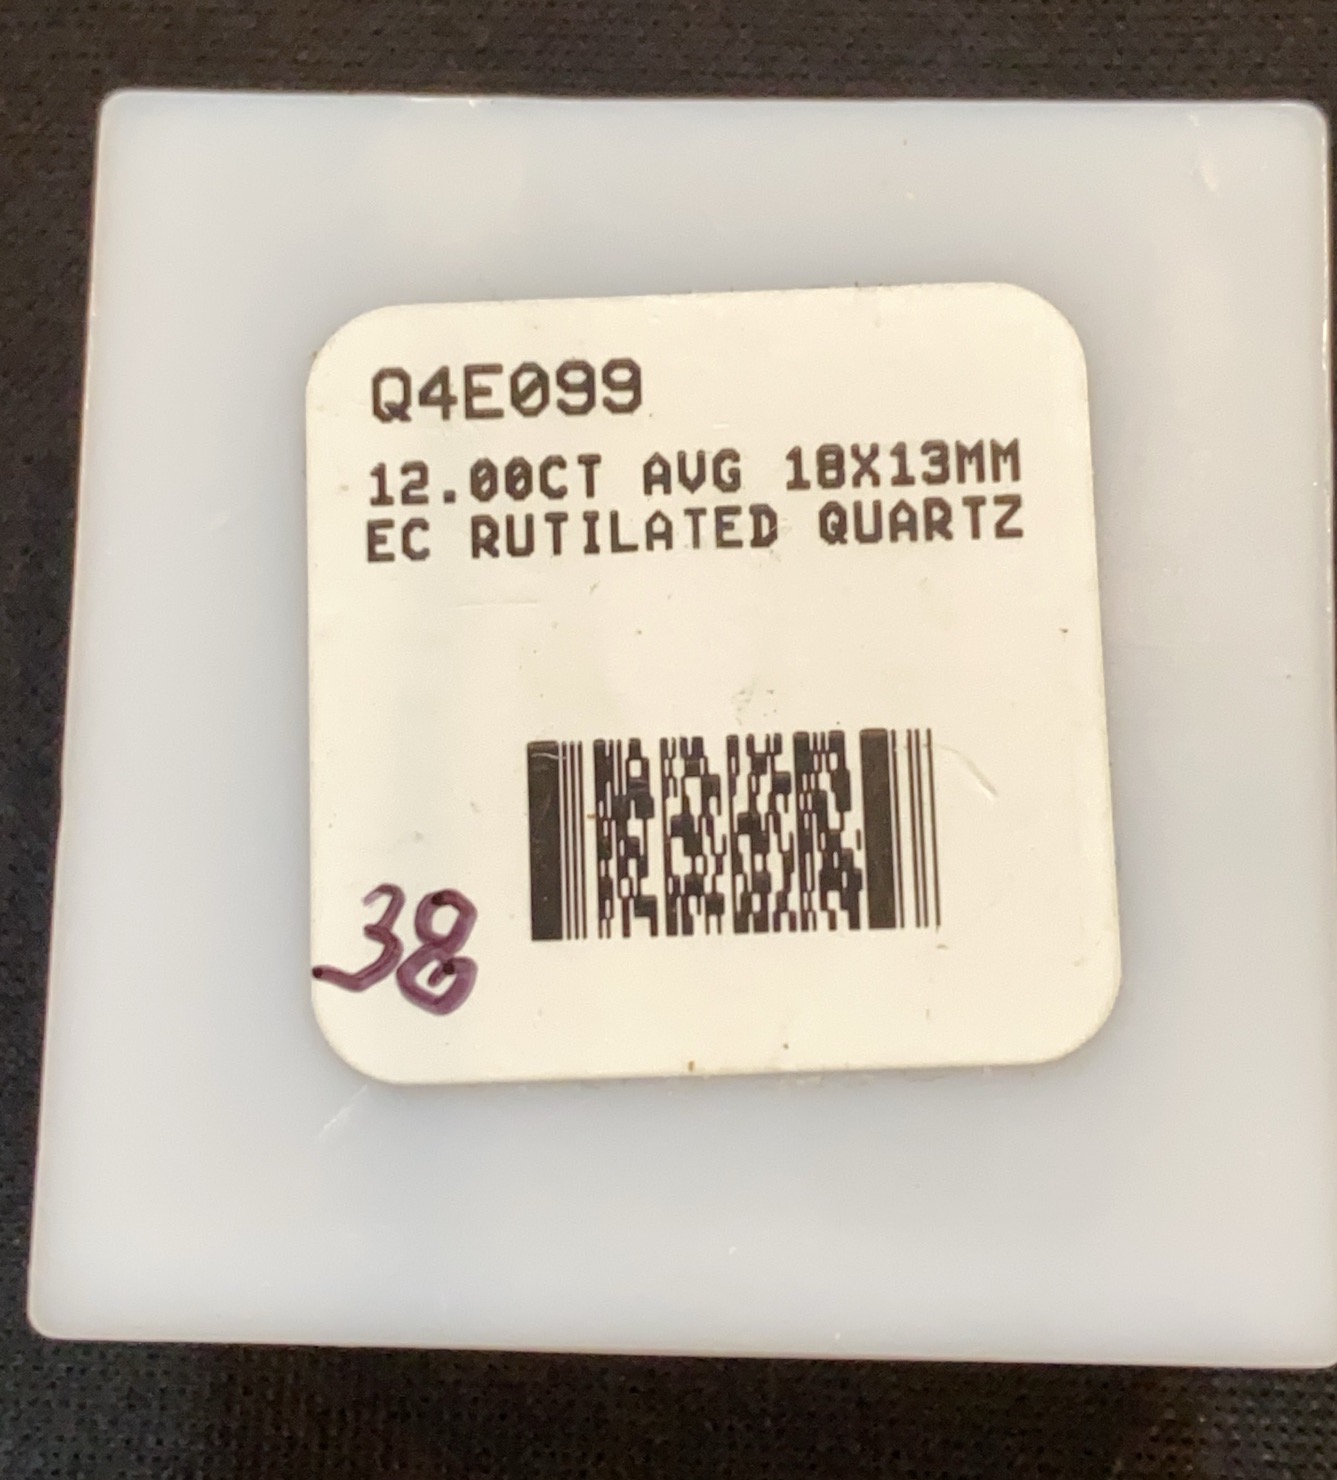 Q4E099
12.00CT AVG 18X13MM
EC RUTILATED QUARTZ
38